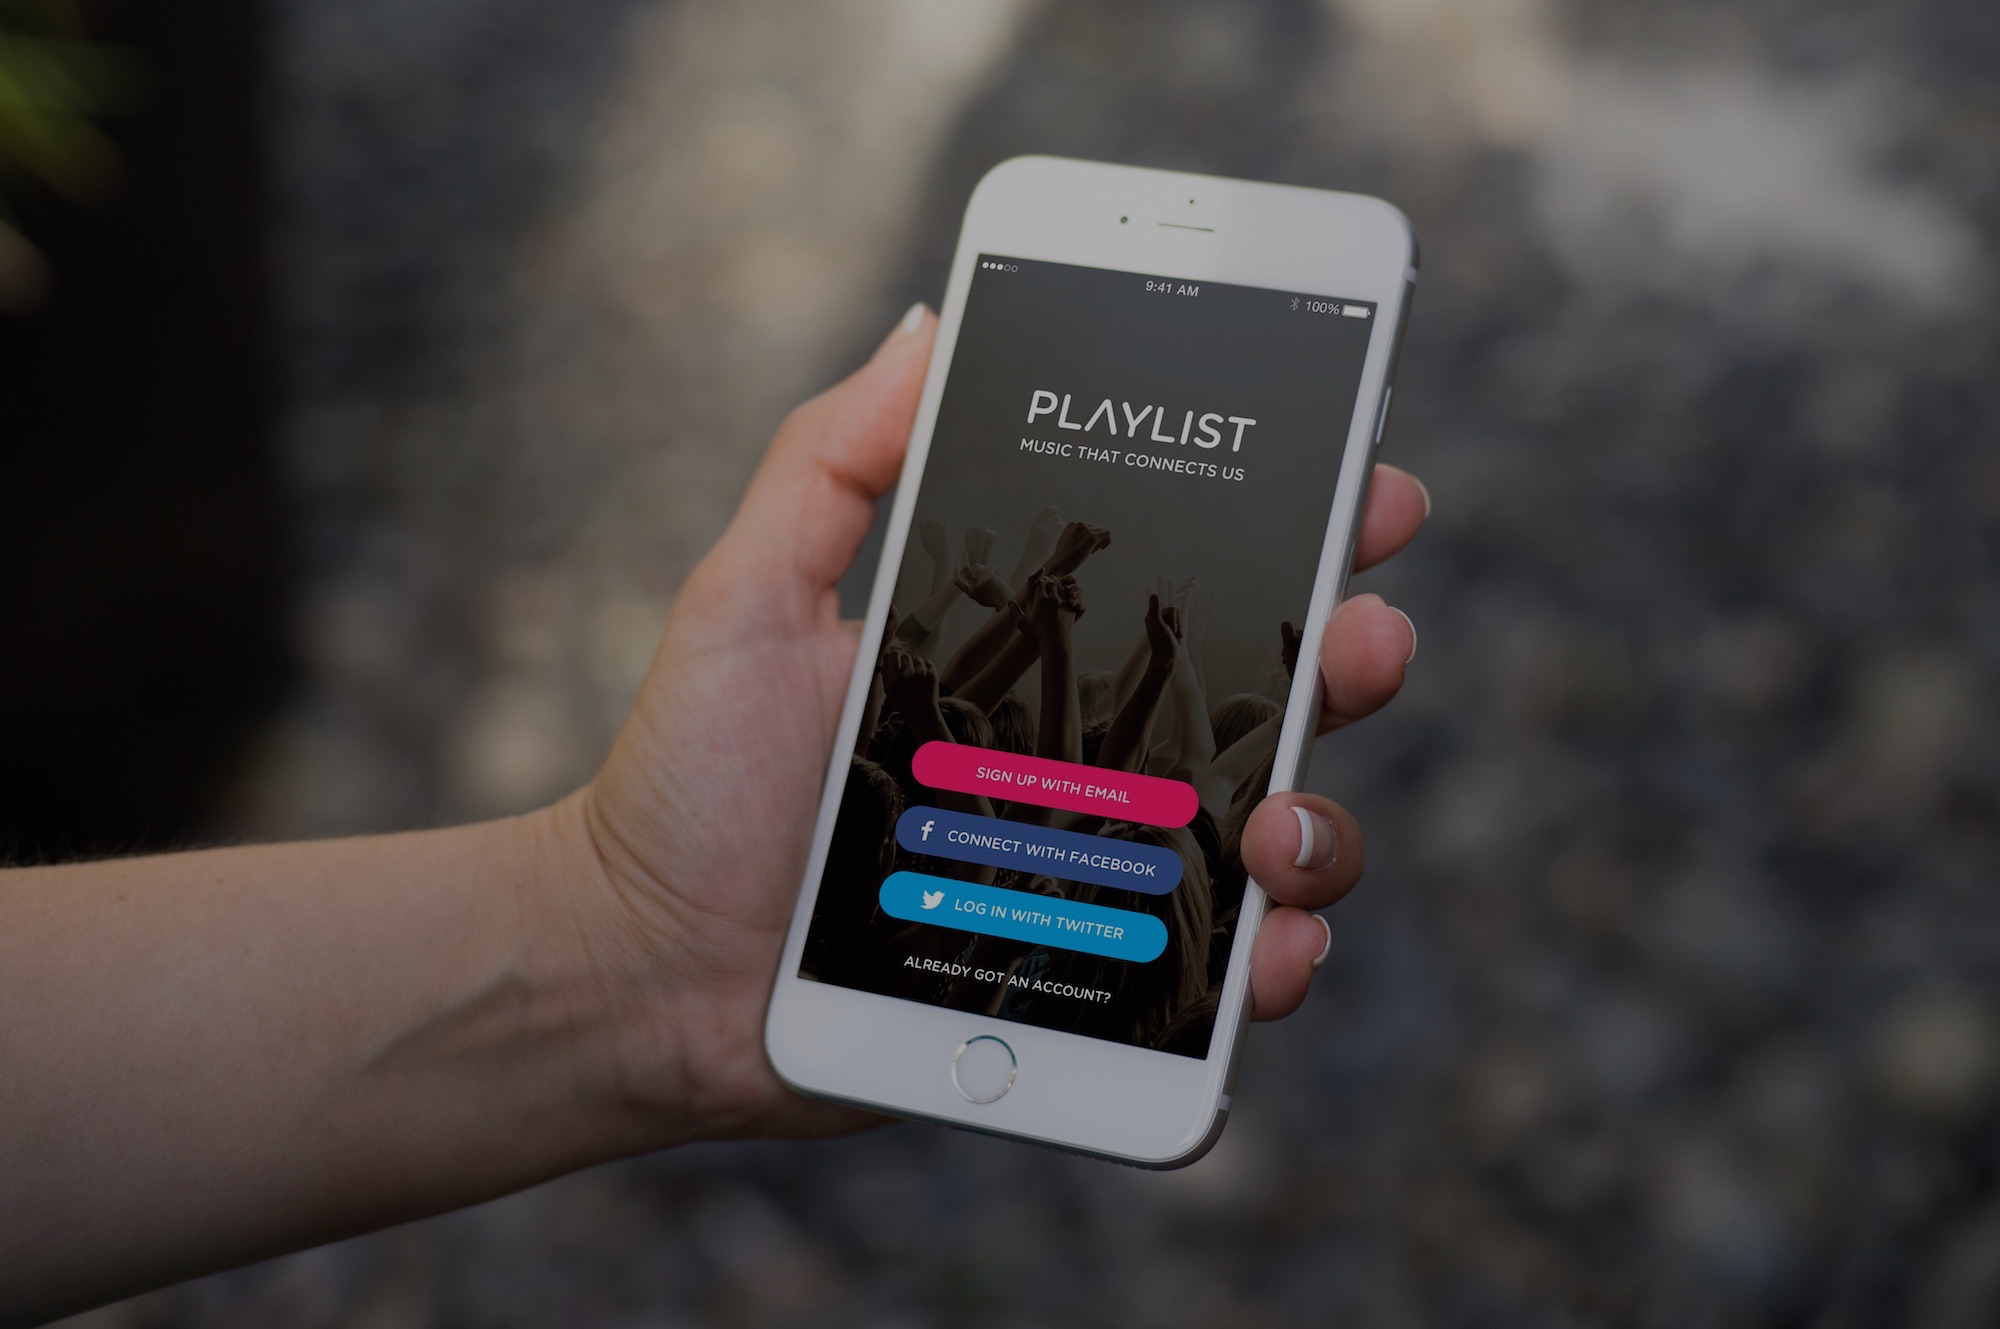 9:41 AM
100%
PLAYLIST
MUSIC THAT CONNECTS US
SIGN UP WITH EMAIL
f CONNECT WITH FACEBOOK
LOG IN WITH TWITTER
ALREADY GOT AN ACCOUNT?